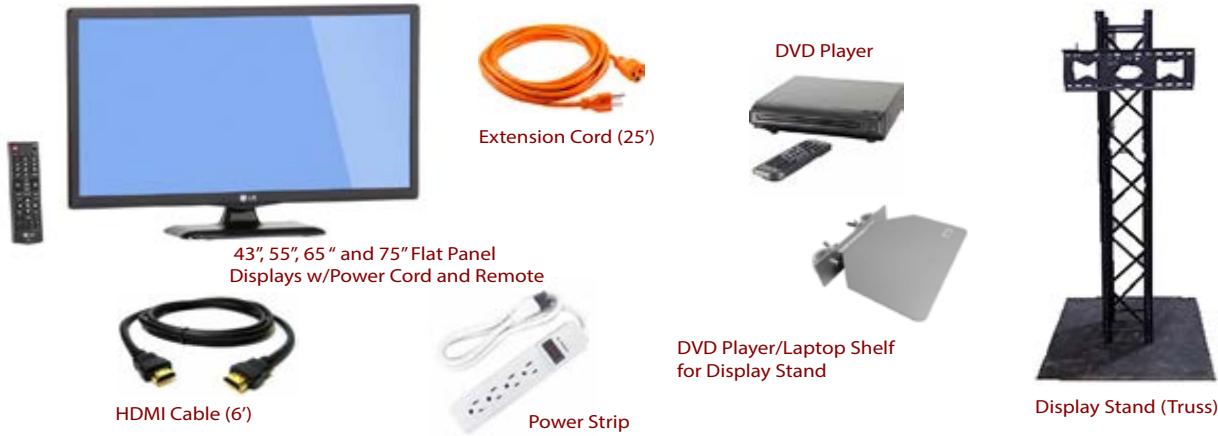 DVD Player
Extension Cord (25’)
43”, 55”, 65 “ and 75” Flat Panel
Displays w/Power Cord and Remote
LG
DVD Player/Laptop Shelf
for Display Stand
HDMI Cable (6’)
Power Strip
Display Stand (Truss)